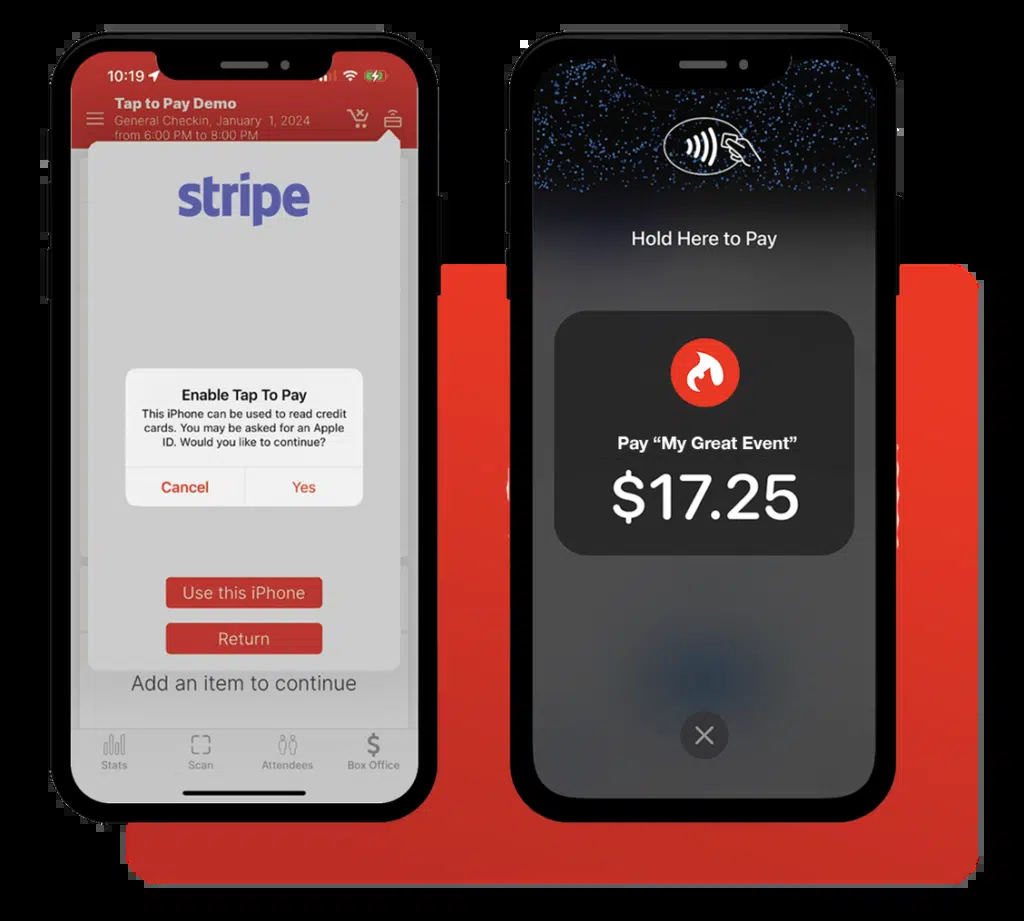 10:19
Tap to Pay Demo
General Checkin, January 1, 2024
from 6:00 PM to 8:00 PM
stripe
Enable Tap To Pay
This iPhone can be used to read credit
cards. You may be asked for an Apple
ID. Would you like to continue?
Cancel Yes
Use this iPhone
Return
Add an item to continue
Stats Scan Attendees Box Office
Hold Here to Pay
Pay “My Great Event”
$17.25